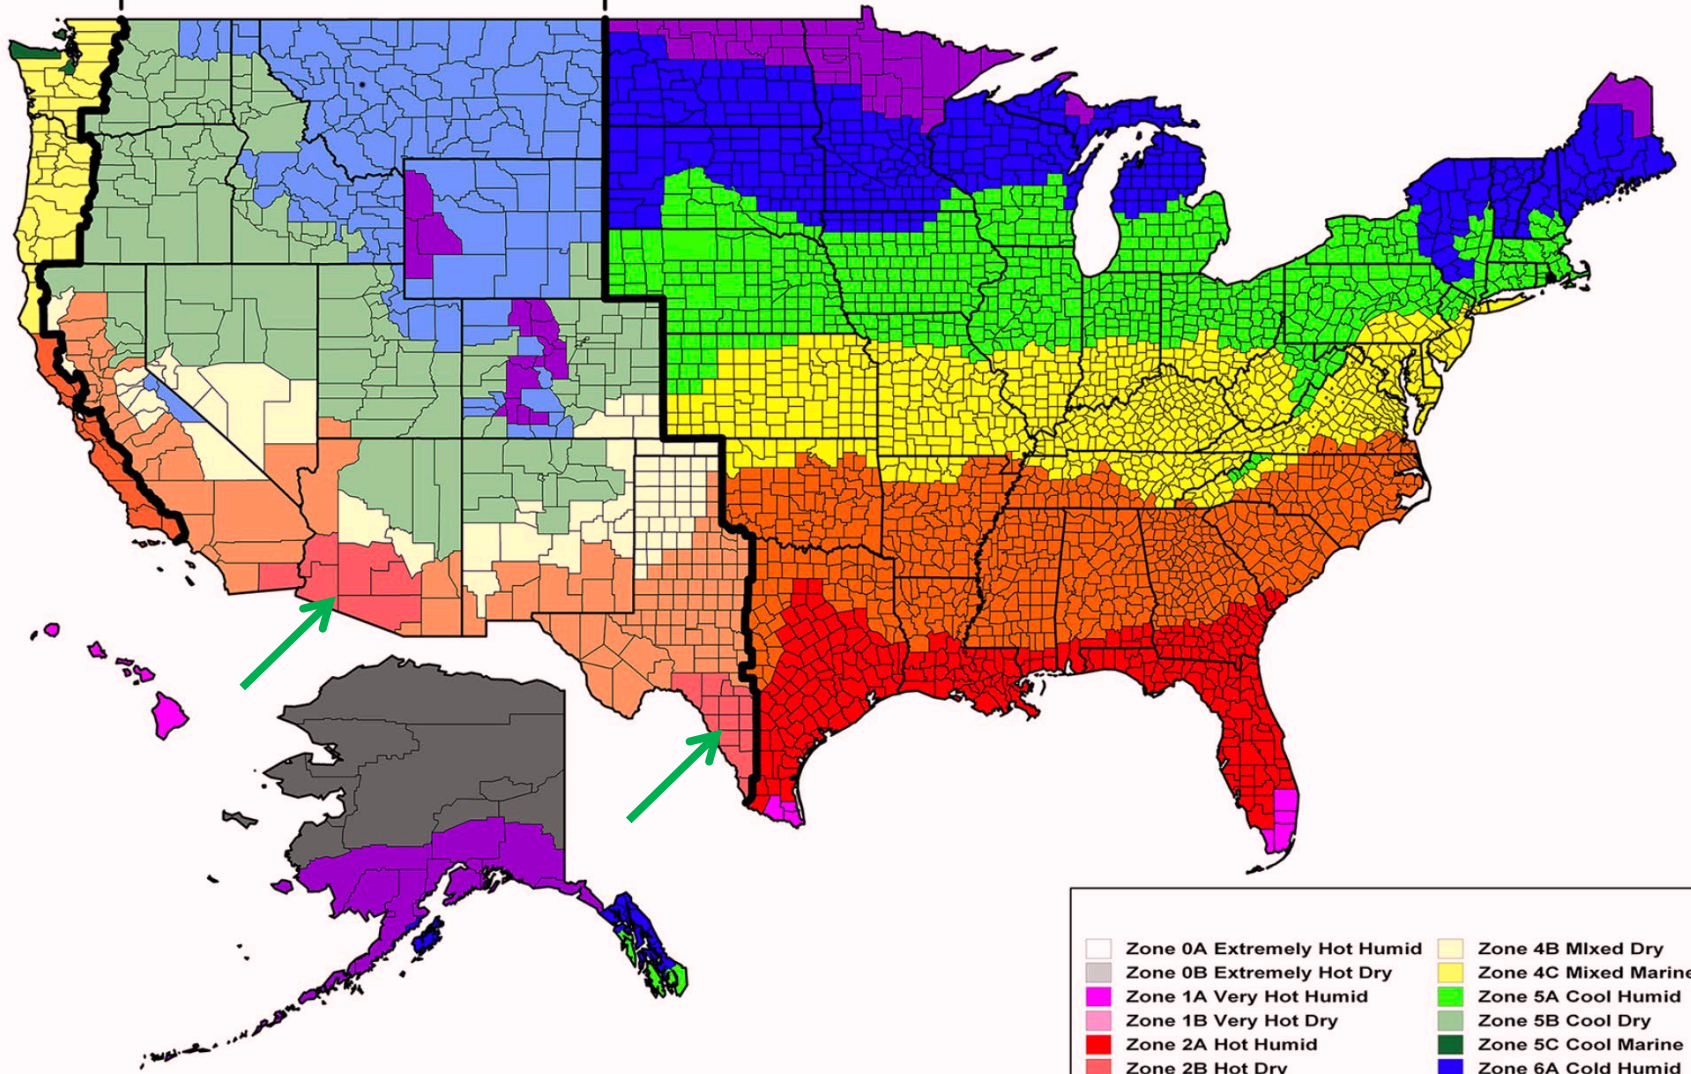 Zone 0A Extremely Hot Humid
Zone 0B Extremely Hot Dry
Zone 1A Very Hot Humid
Zone 1B Very Hot Dry
Zone 2A Hot Humid
Zone 2B Hot Dry
Zone 4B MIxed Dry
Zone 4C Mixed Marine
Zone 5A Cool Humid
Zone 5B Cool Dry
Zone 5C Cool Marine
Zone 6A Cold Humid